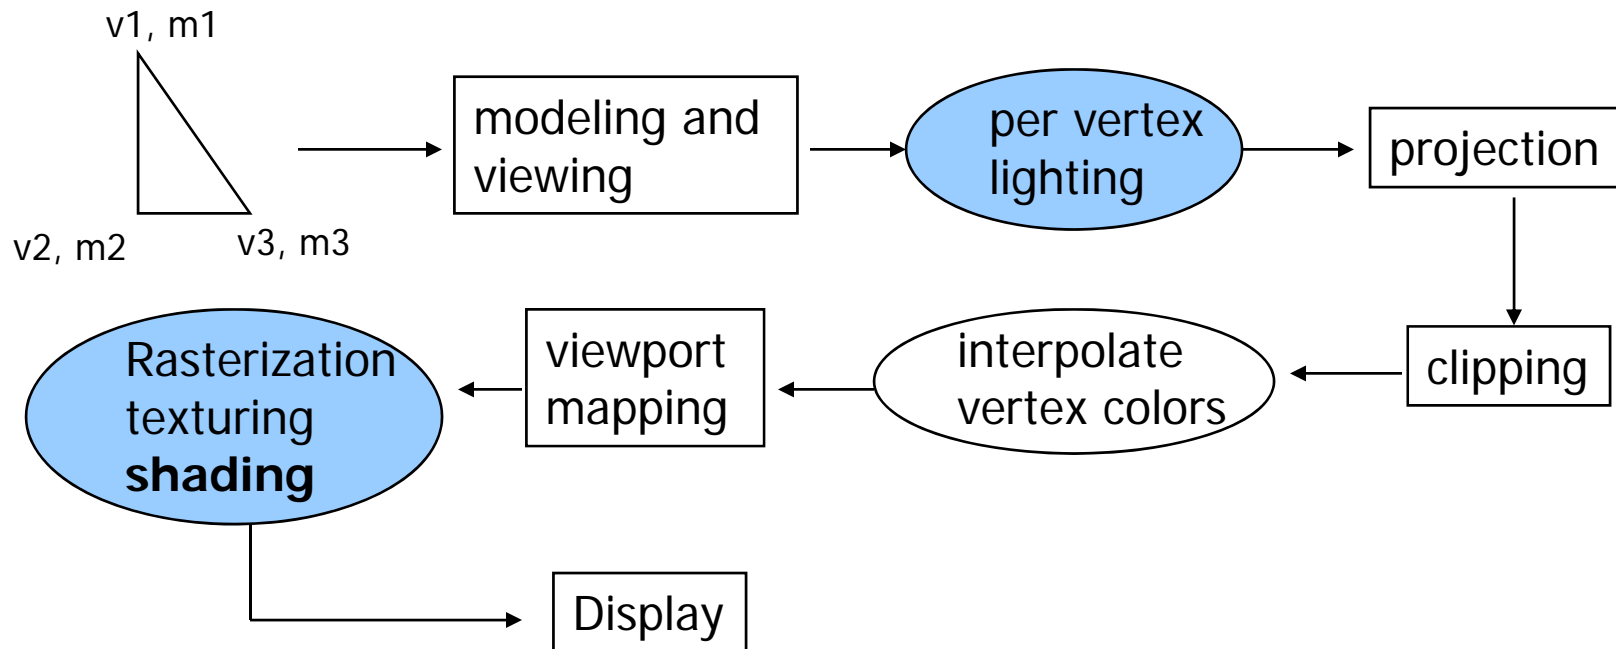 v1, m1
v2, m2
v3, m3
modeling and
viewing
per vertex
lighting
projection
clipping
interpolate
vertex colors
viewport
mapping
Rasterization
texturing
shading
Display